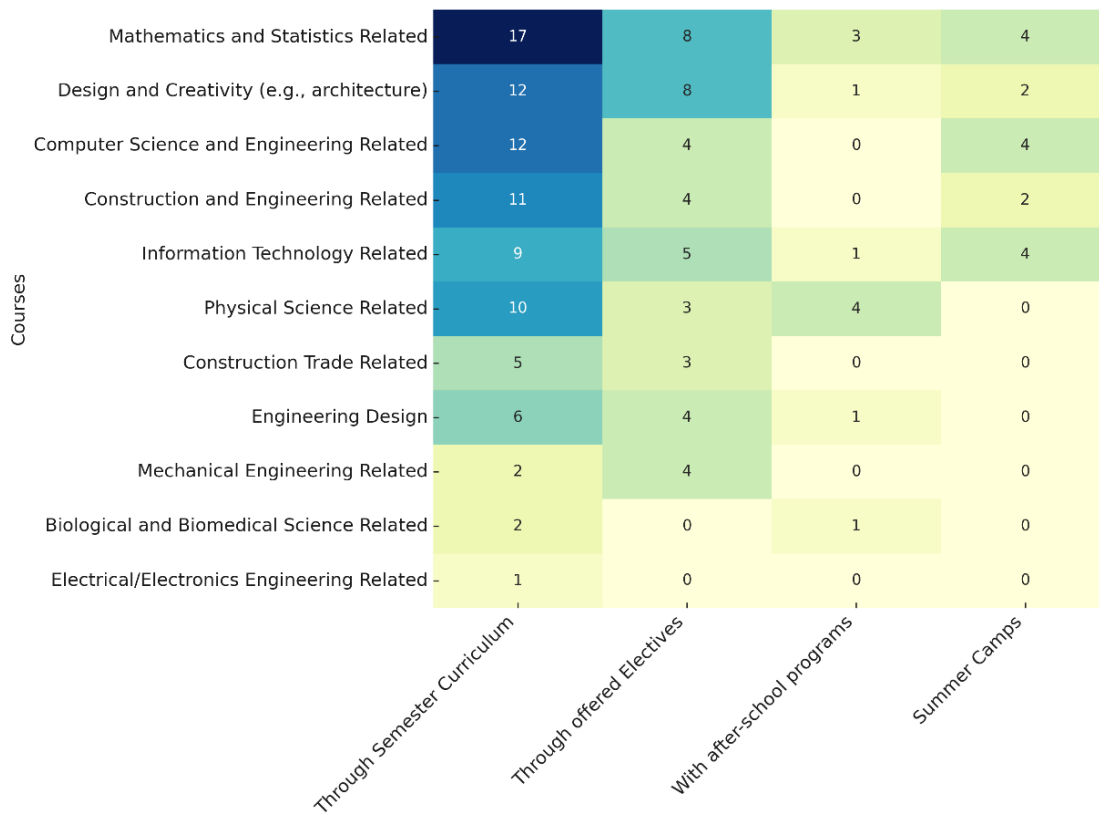 Courses
Mathematics and Statistics Related 17 8 3 4
Design and Creativity (e.g., architecture) 12 8 1 2
Computer Science and Engineering Related 12 4 0 4
Construction and Engineering Related 11 4 0 2
Information Technology Related 9 5 1 4
Physical Science Related 10 3 4 0
Construction Trade Related 5 3 0 0
Engineering Design 6 4 1 0
Mechanical Engineering Related 2 4 0 0
Biological and Biomedical Science Related 2 0 1 0
Electrical/Electronics Engineering Related 1 0 0 0
Through Semester Curriculum
Through offered Electives
With after-school programs
Summer Camps